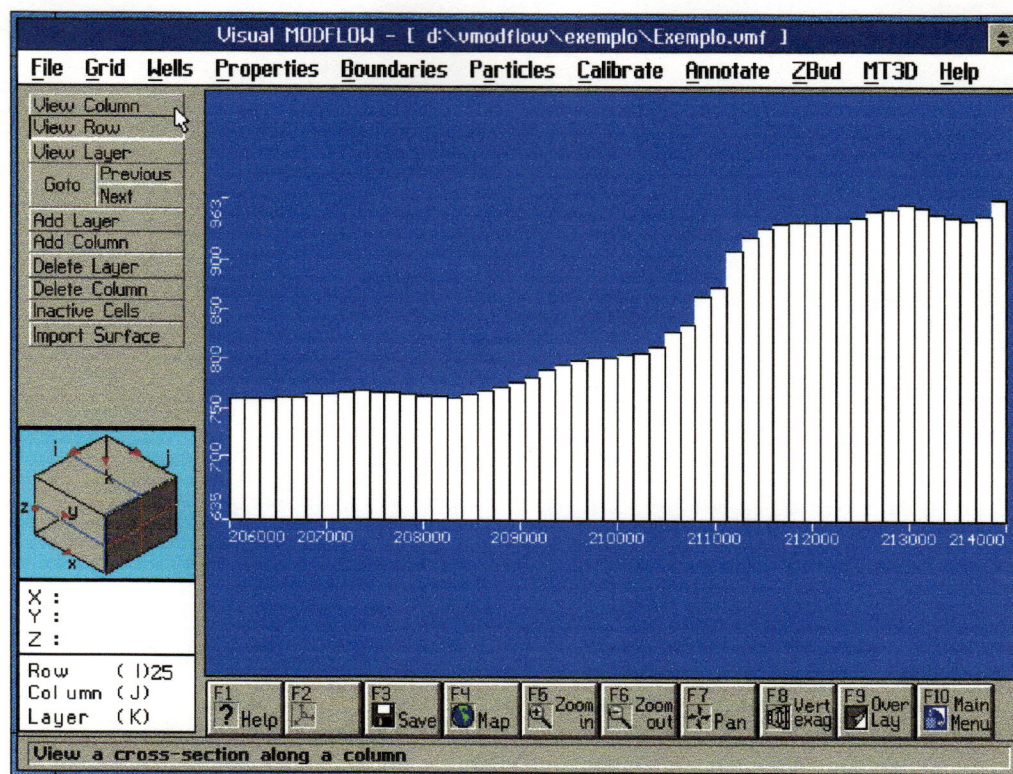 Visual MODFLOW - [ d:\vmodflow\exemplo\Exemplo.vmf ]
File Grid Wells Properties Boundaries Particles Calibrate Annotate ZBud MT3D Help
View Column
View Row
View Layer
Goto
Previous
Next
Add Layer
Add Column
Delete Layer
Delete Column
Inactive Cells
Import Surface
963
900
850
800
750
700
635
206000 207000 208000 209000 210000 211000 212000 213000 214000
i
j
k
z
y
x
X :
Y :
Z :
Row (I)25
Column (J)
Layer (K)
F1 ? Help
F2
F3 Save
F4 Map
F5 Zoom in
F6 Zoom out
F7 Pan
F8 Vert exag
F9 Over Lay
F10 Main Menu
View a cross-section along a column